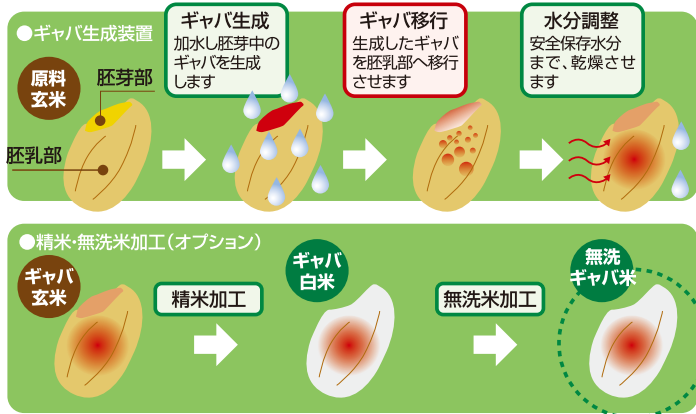 ●ギャバ生成装置
原料
玄米
胚芽部
胚乳部
ギャバ生成
加水し胚芽中の
ギャバを生成
します
ギャバ移行
生成したギャバ
を胚乳部へ移行
させます
水分調整
安全保存水分
まで、乾燥させ
ます
●精米・無洗米加工(オプション)
ギャバ
玄米
精米加工
ギャバ
白米
無洗米加工
無洗
ギャバ米